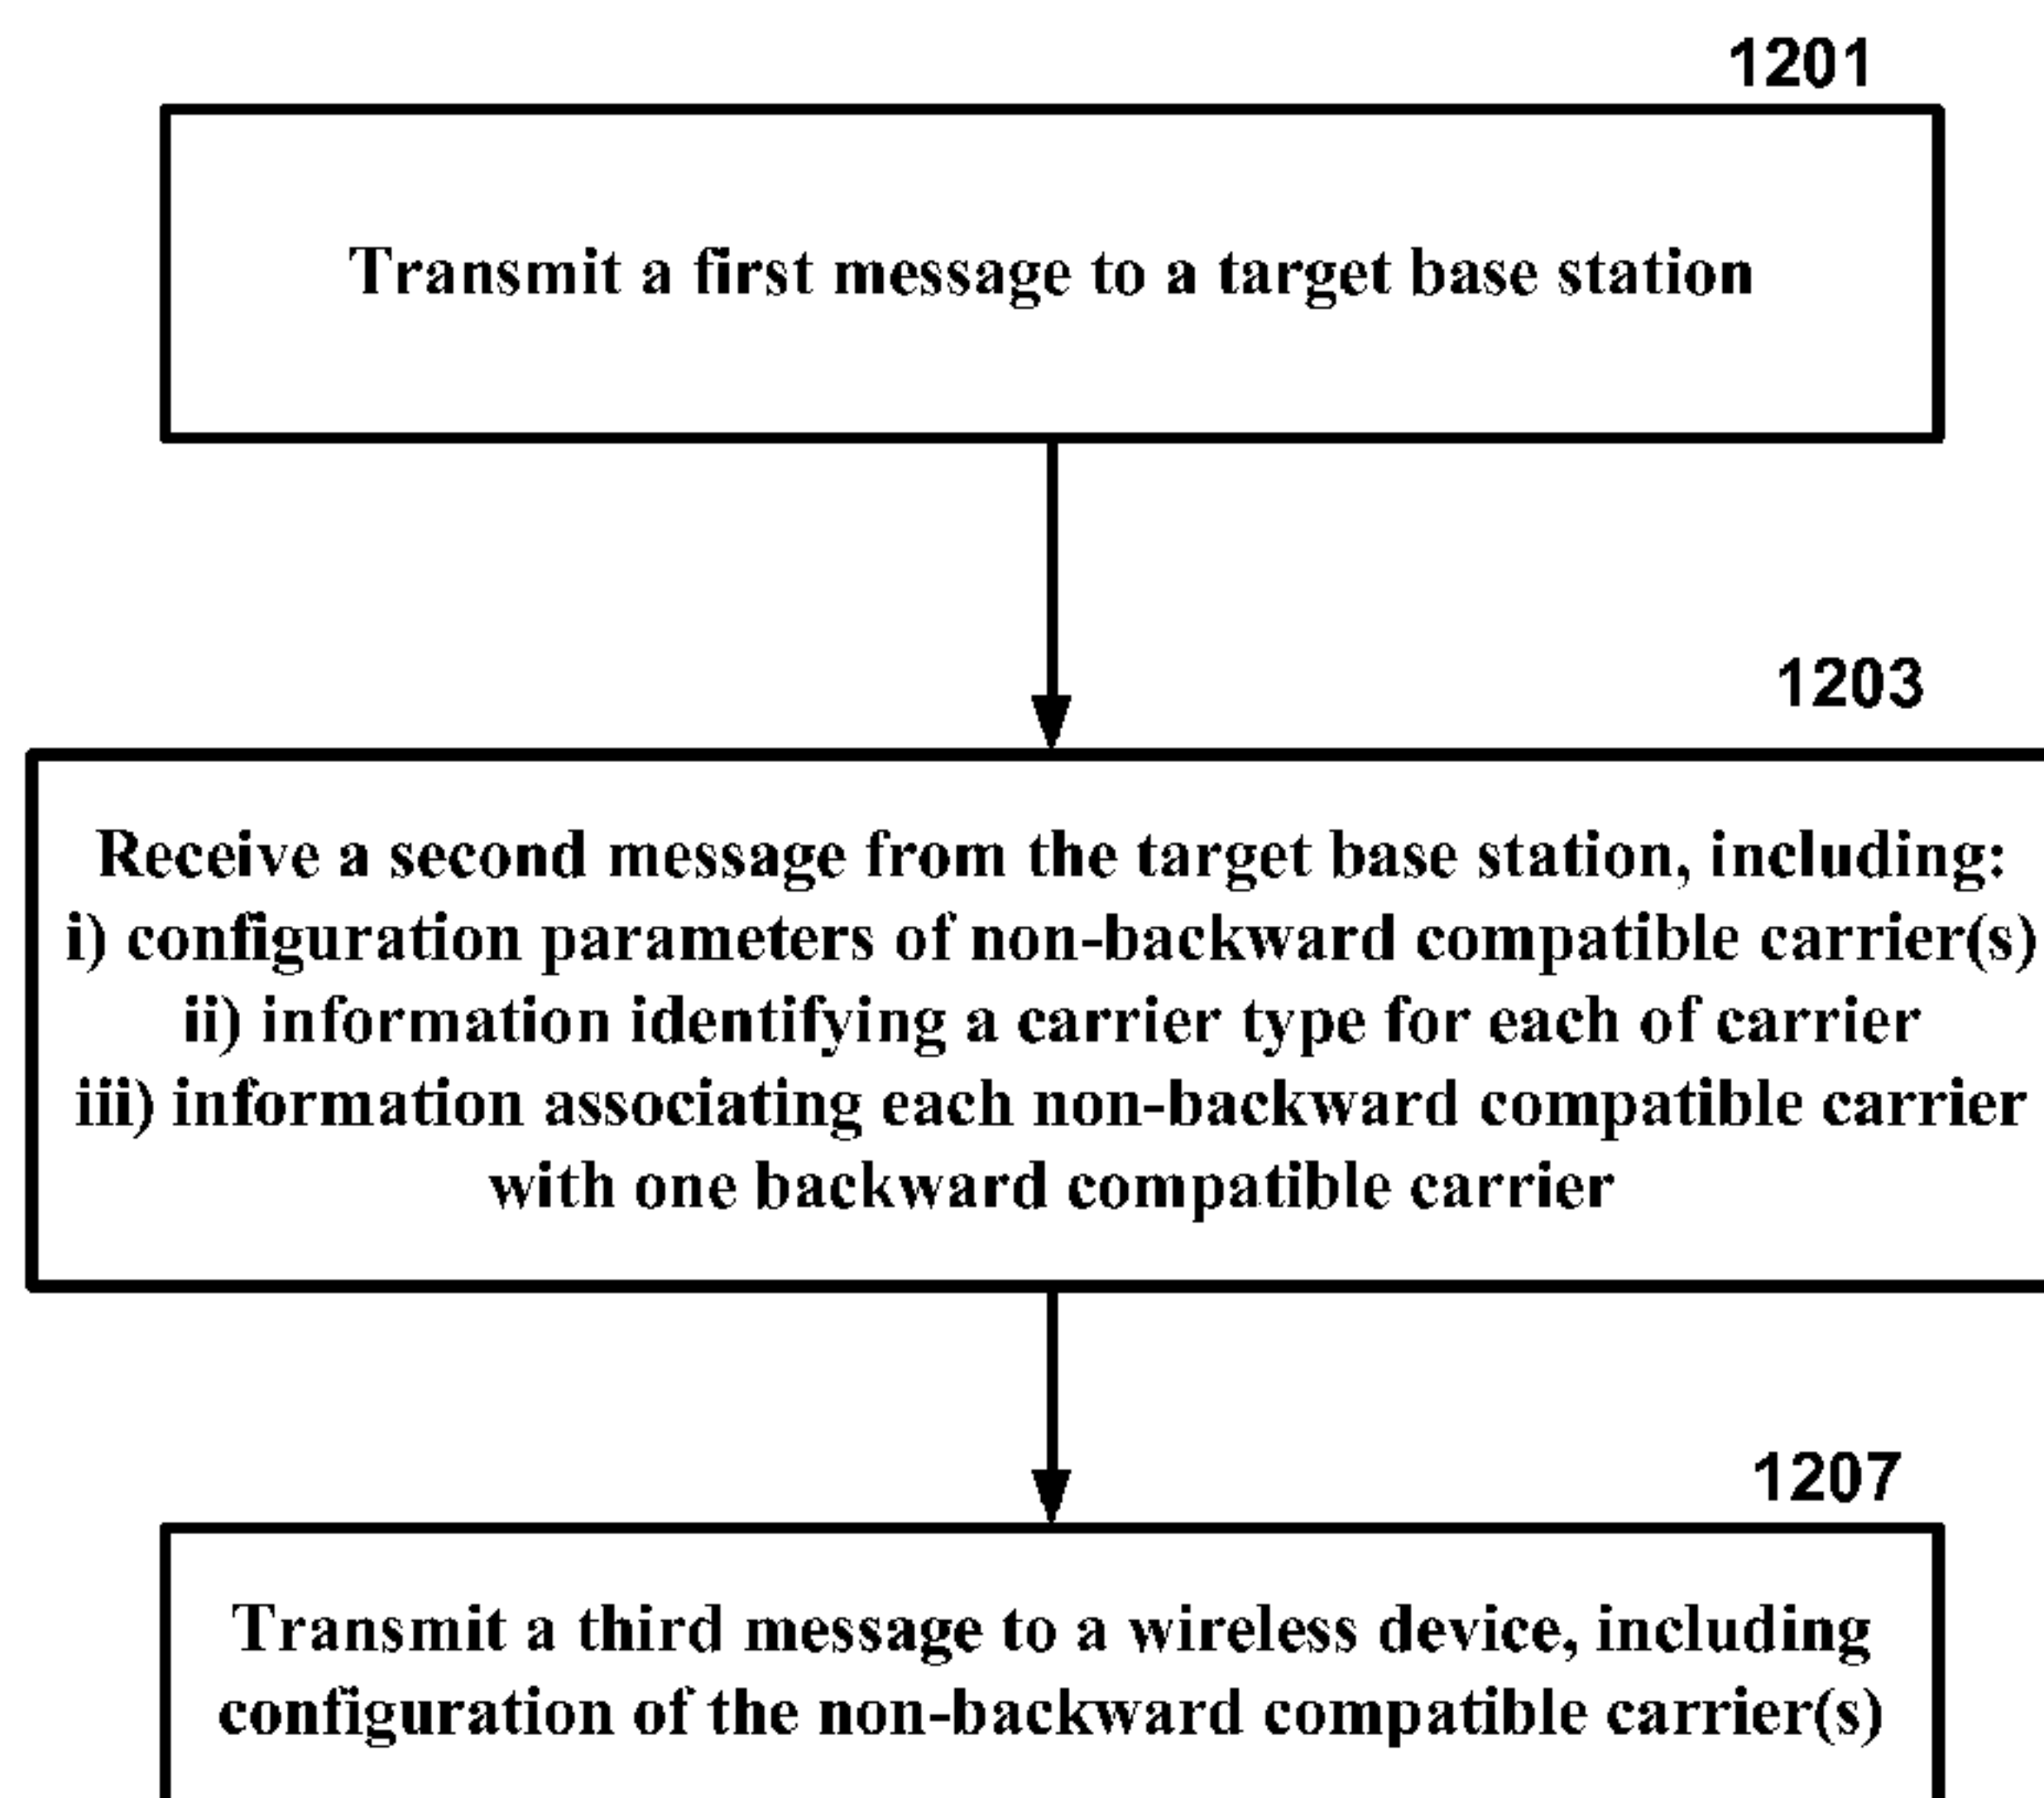 1201
Transmit a first message to a target base station
1203
Receive a second message from the target base station, including:
i) configuration parameters of non-backward compatible carrier(s)
ii) information identifying a carrier type for each of carrier
iii) information associating each non-backward compatible carrier
with one backward compatible carrier
1207
Transmit a third message to a wireless device, including
configuration of the non-backward compatible carrier(s)